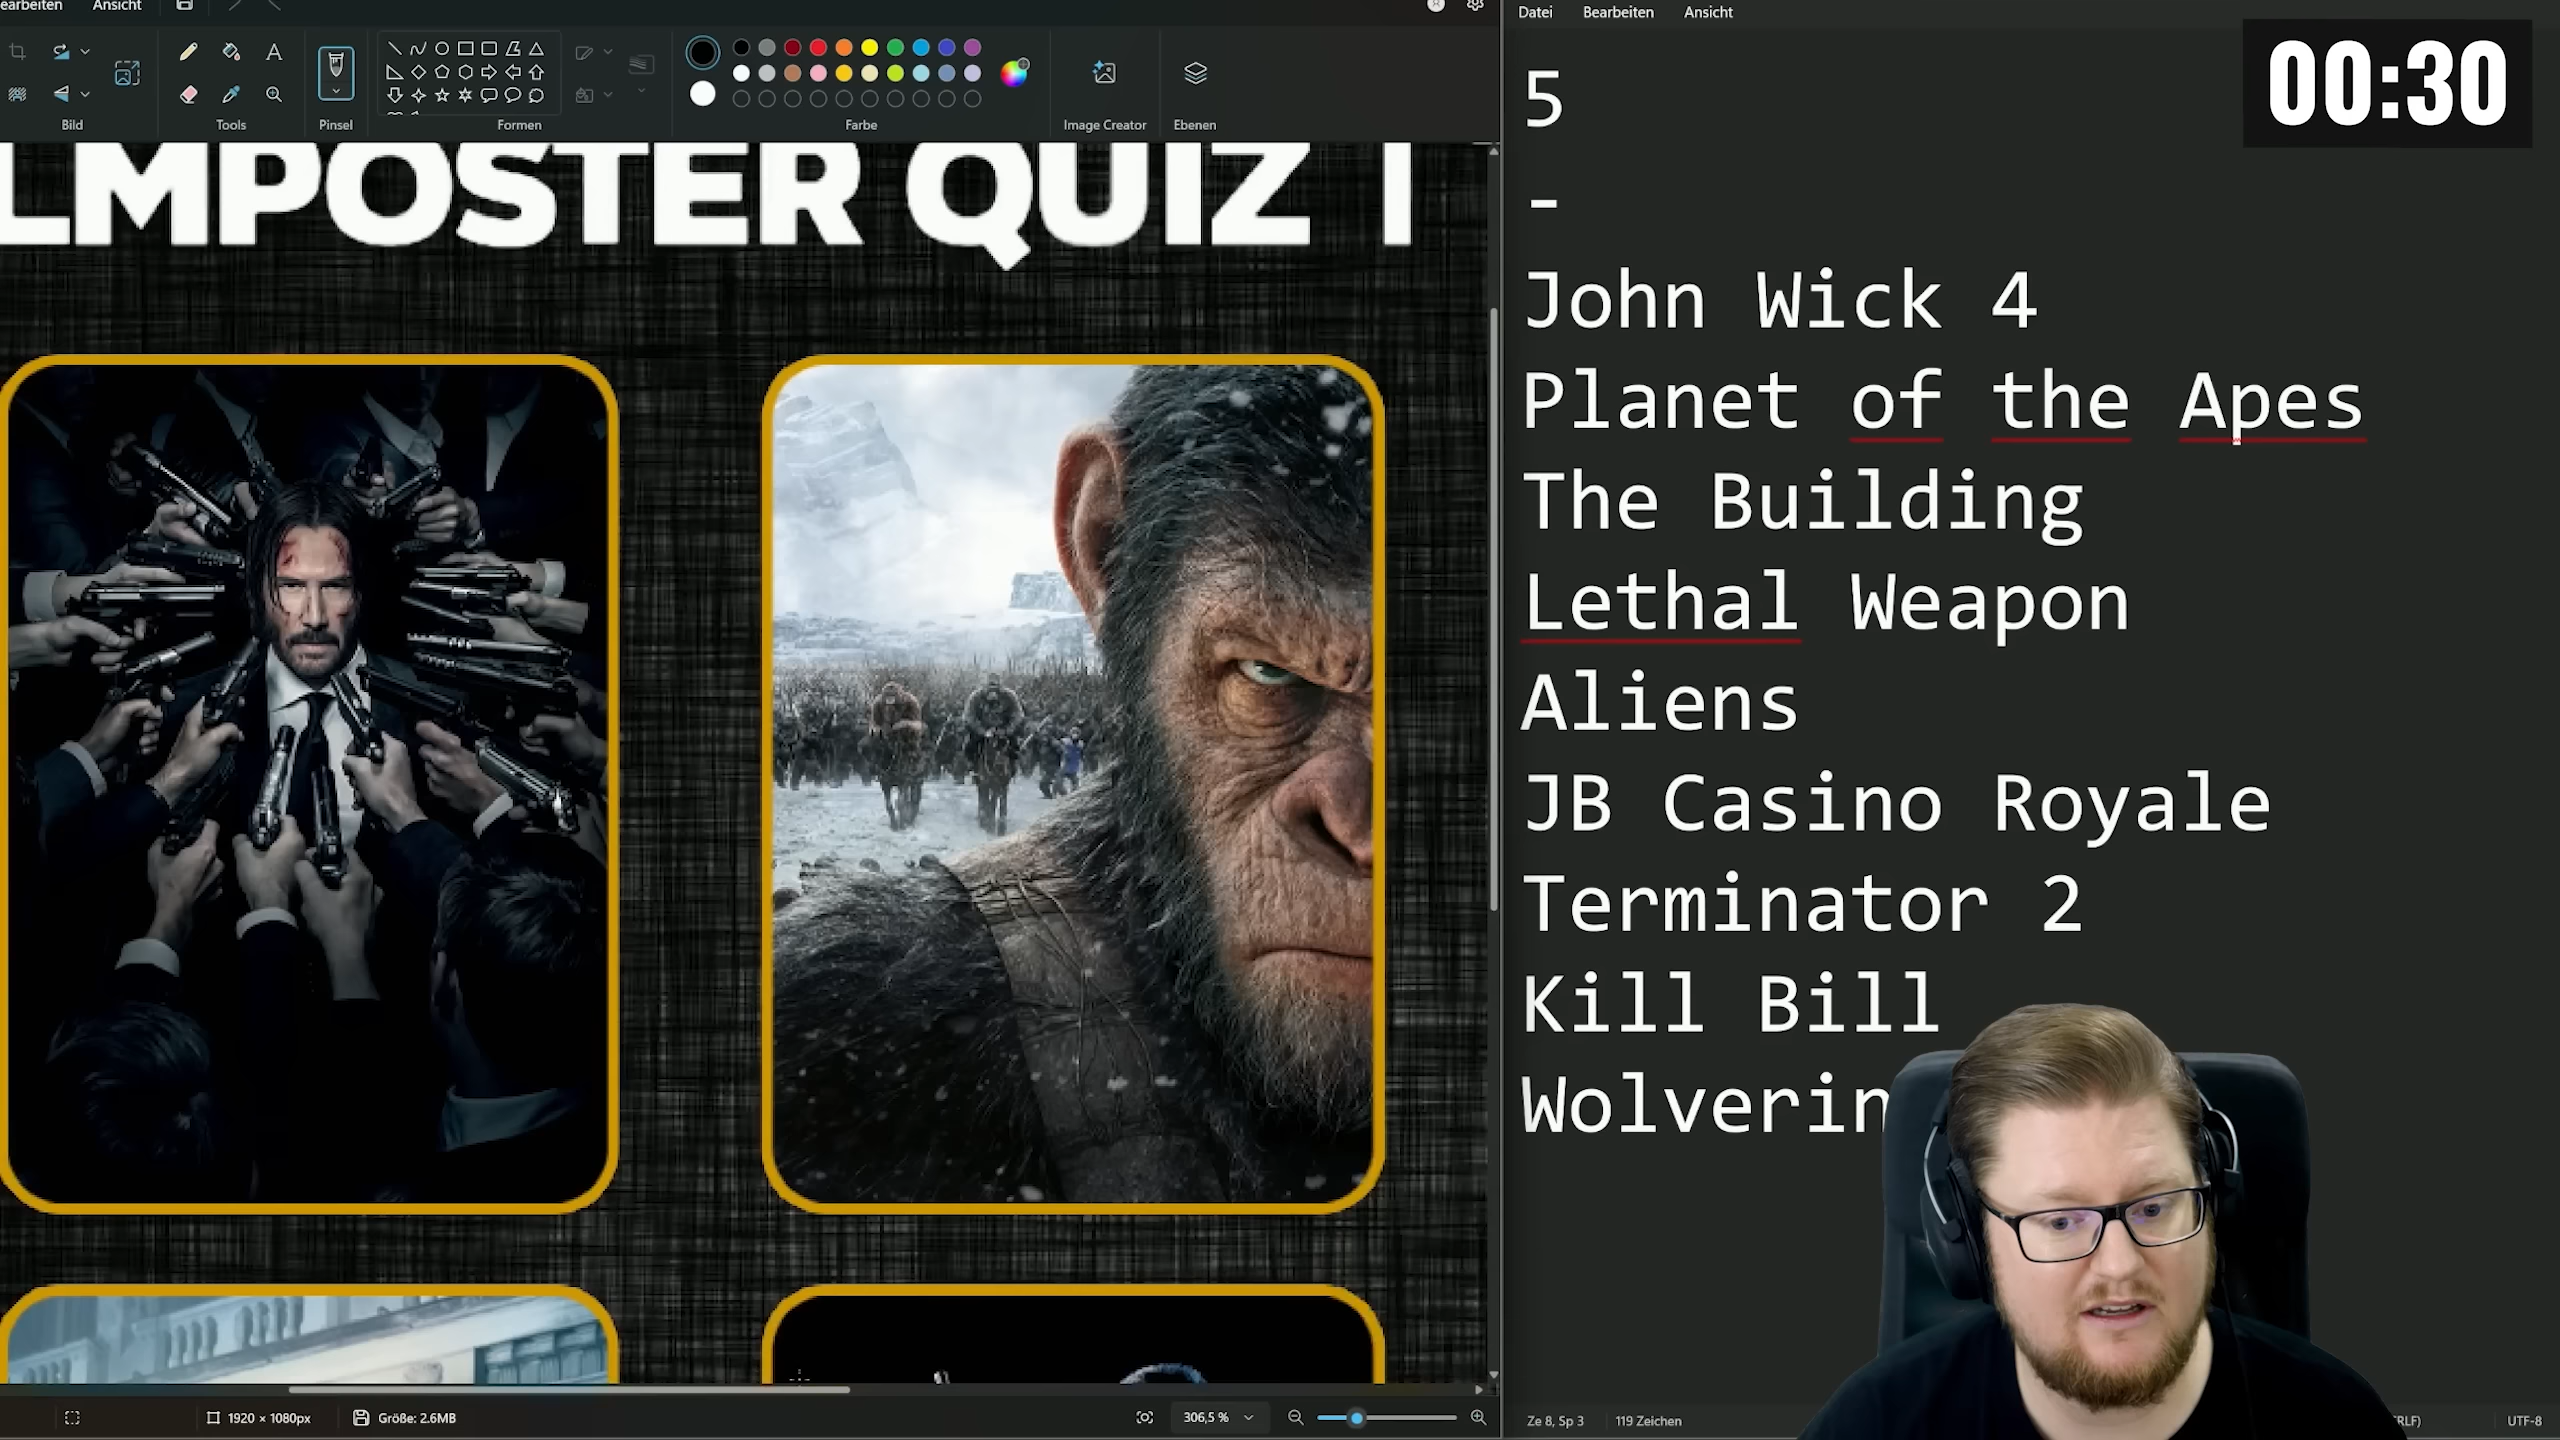 earbeiten Ansicht
Bild
Tools
Pinsel
Formen
Farbe
Image Creator
Ebenen
LMPOSTER QUIZ I
1920 × 1080px
Größe: 2.6MB
306,5 %
Datei Bearbeiten Ansicht
00:30
5
-
John Wick 4
Planet of the Apes
The Building
Lethal Weapon
Aliens
JB Casino Royale
Terminator 2
Kill Bill
Wolverin
Ze 8, Sp 3
119 Zeichen
RLF)
UTF-8